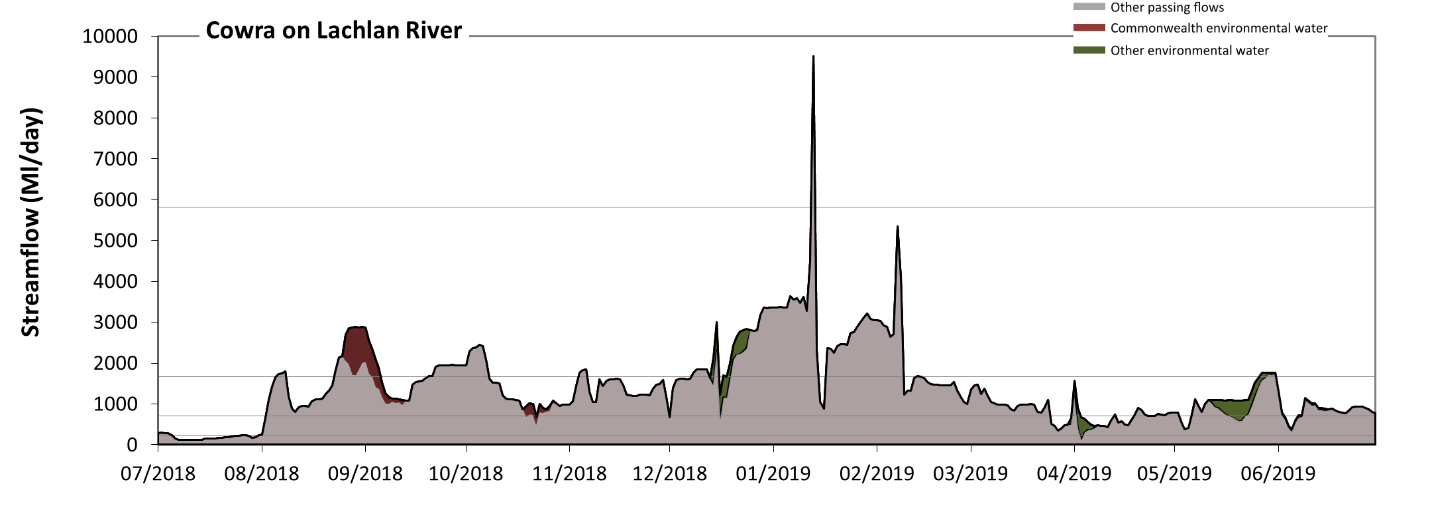 Other passing flows
Commonwealth environmental water
Other environmental water
Cowra on Lachlan River
Streamflow (Ml/day)
10000
9000
8000
7000
6000
5000
4000
3000
2000
1000
0
07/2018 08/2018 09/2018 10/2018 11/2018 12/2018 01/2019 02/2019 03/2019 04/2019 05/2019 06/2019